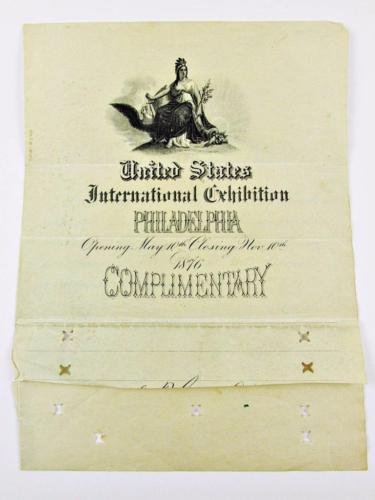 United States
International Exhibition
PHILADELPHIA
Opening May 10th Closing Nov. 10th
1876
COMPLIMENTARY